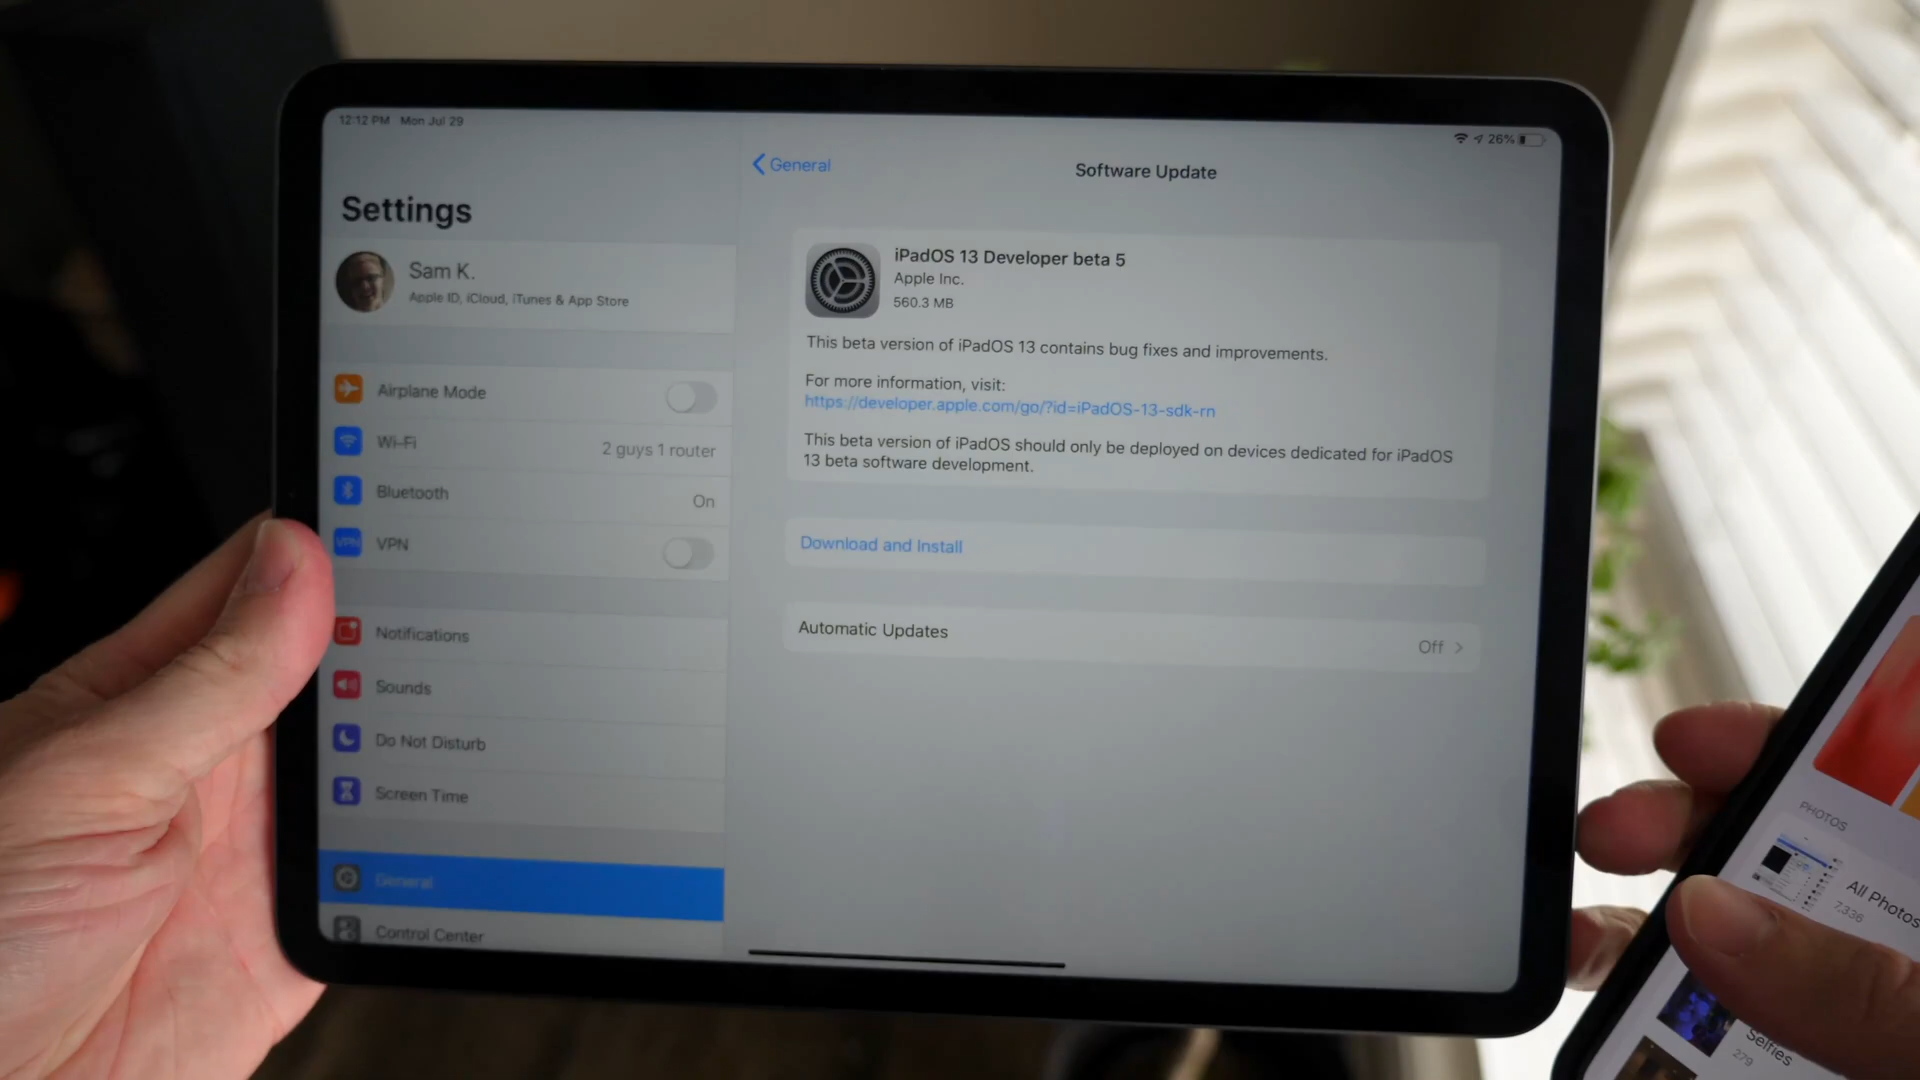 12:12 PM Mon Jul 29
26%
Settings
Sam K.
Apple ID, iCloud, iTunes & App Store
Airplane Mode
Wi-Fi
2 guys 1 router
Bluetooth
On
VPN
VPN
Notifications
Sounds
Do Not Disturb
Screen Time
General
Control Center
General
Software Update
iPadOS 13 Developer beta 5
Apple Inc.
560.3 MB
This beta version of iPadOS 13 contains bug fixes and improvements.
For more information, visit:
https://developer.apple.com/go/?id=iPadOS-13-sdk-rn
This beta version of iPadOS should only be deployed on devices dedicated for iPadOS
13 beta software development.
Download and Install
Automatic Updates
Off
PHOTOS
All Photos
7,336
Selfies
279